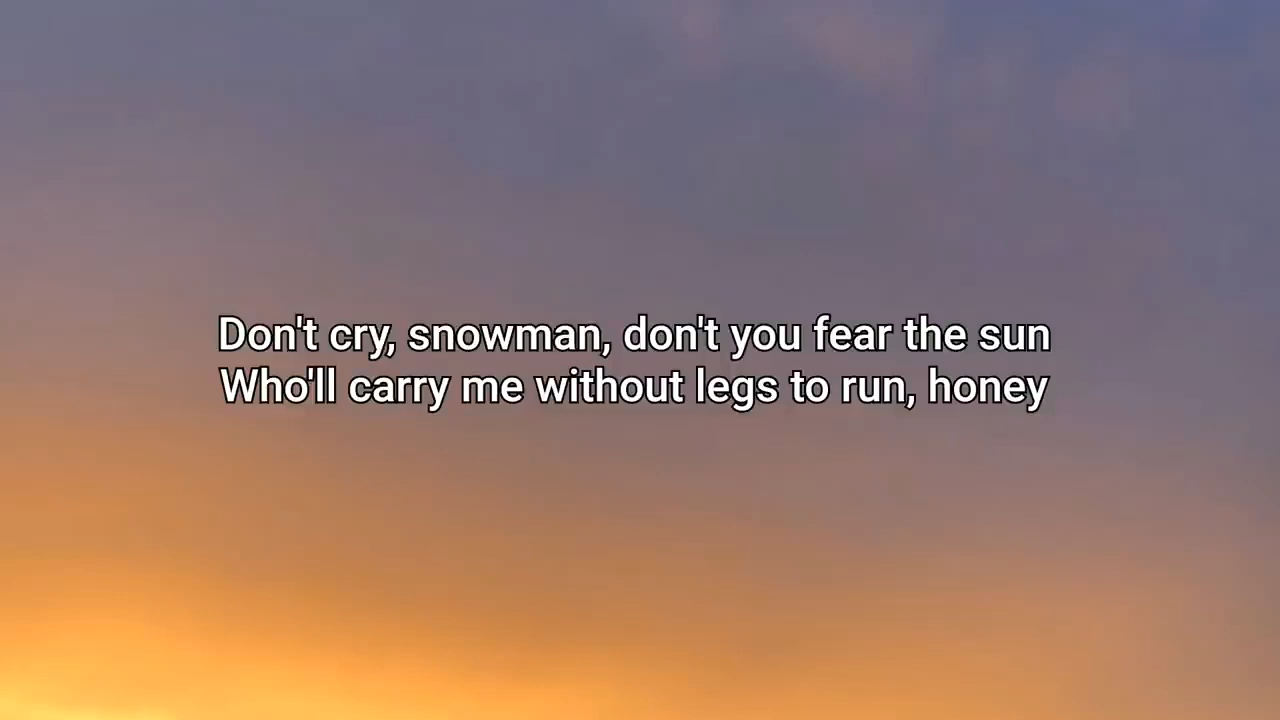 Don't cry, snowman, don't you fear the sun
Who'll carry me without legs to run, honey